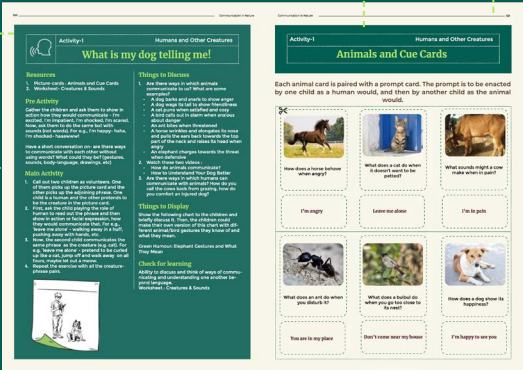 Communication in Nature
Activity-1
Humans and Other Creatures
What is my dog telling me!
Resources
1. Picture-cards - Animals and Cue Cards
2. Worksheet - Creatures & Sounds
Pre Activity
Gather the children and ask them to show in
action how they would communicate - I'm
excited, I'm impatient, I'm shocked, I'm scared.
Now, ask them to do the same but with
sounds (not words). For e.g., I'm happy- haha,
I'm shocked- haaawww!
Have a short conversation on- are there ways
to communicate with each other without
using words? What could they be? (gestures,
sounds, body-language, drawings, etc)
Main Activity
1. Call out two children as volunteers. One
of them picks up the picture card and the
other picks up the adjoining phrase. One
child is a human and the other pretends to
be the creature in the picture card.
2. First, ask the child playing the role of
human to read out the phrase and then
show in action or facial expression, how
they would communicate that. For e.g.,
'leave me alone' - walking away in a huff,
pushing away with hands, etc.
3. Now, the second child communicates the
same phrase as the creature (e.g. cat). For
e.g. 'leave me alone' - pretend to be curled
up like a cat, jump off and walk away on all
fours, maybe let out a meow.
4. Repeat the exercise with all the creature-
phrase pairs.
Things to Discuss
1. Are there ways in which animals
communicate to us? What are some
examples?
- A dog barks and snarls to show anger
- A dog wags its tail to show friendliness
- A cat purrs when satisfied and cosy
- A bird calls out in alarm when anxious
about danger
- An ant bites when threatened
- A horse wrinkles and elongates its nose
and pulls the ears back towards the top
part of the neck and raises its head when
angry
- An elephant charges towards the threat
when defensive
2. Watch these two videos :
- How do animals communicate?
- How to Understand Your Dog Better
3. Are there ways in which humans can
communicate with animals? How do you
call the cows back from grazing, how do
you comfort an injured dog?
Things to Display
Show the following chart to the children and
briefly discuss it. Then, the children could
make their own version of this chart with dif-
ferent animal/bird gestures they know of and
what they mean.
Green Humour: Elephant Gestures and What
They Mean
Check for learning
Ability to discuss and think of ways of commu-
nicating and understanding one another be-
yond language.
Worksheet - Creatures & Sounds
Communication in Nature
Activity-1
Humans and Other Creatures
Animals and Cue Cards
Each animal card is paired with a prompt card. The prompt is to be enacted
by one child as a human would, and then by another child as the animal
would.
How does a horse behave
when angry?
What does a cat do when
it doesn't want to be
petted?
What sounds might a cow
make when in pain?
I'm angry
Leave me alone
I'm in pain
What does an ant do when
you disturb it?
What does a bulbul do
when you go too close to
its nest?
How does a dog show its
happiness?
You are in my place
Don't come near my house
I'm happy to see you